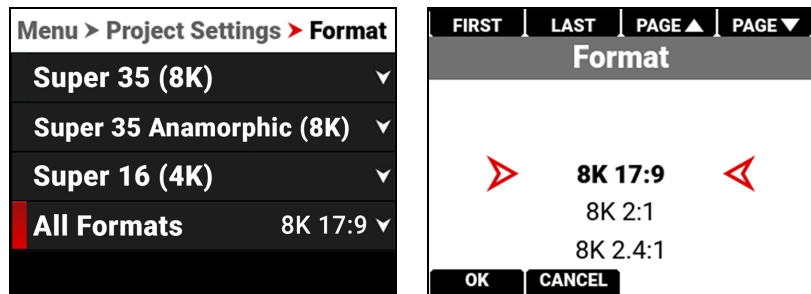 Menu > Project Settings > Format
Super 35 (8K)
Super 35 Anamorphic (8K)
Super 16 (4K)
All Formats 8K 17:9
FIRST LAST PAGE▲ PAGE▼
Format
8K 17:9
8K 2:1
8K 2.4:1
OK CANCEL